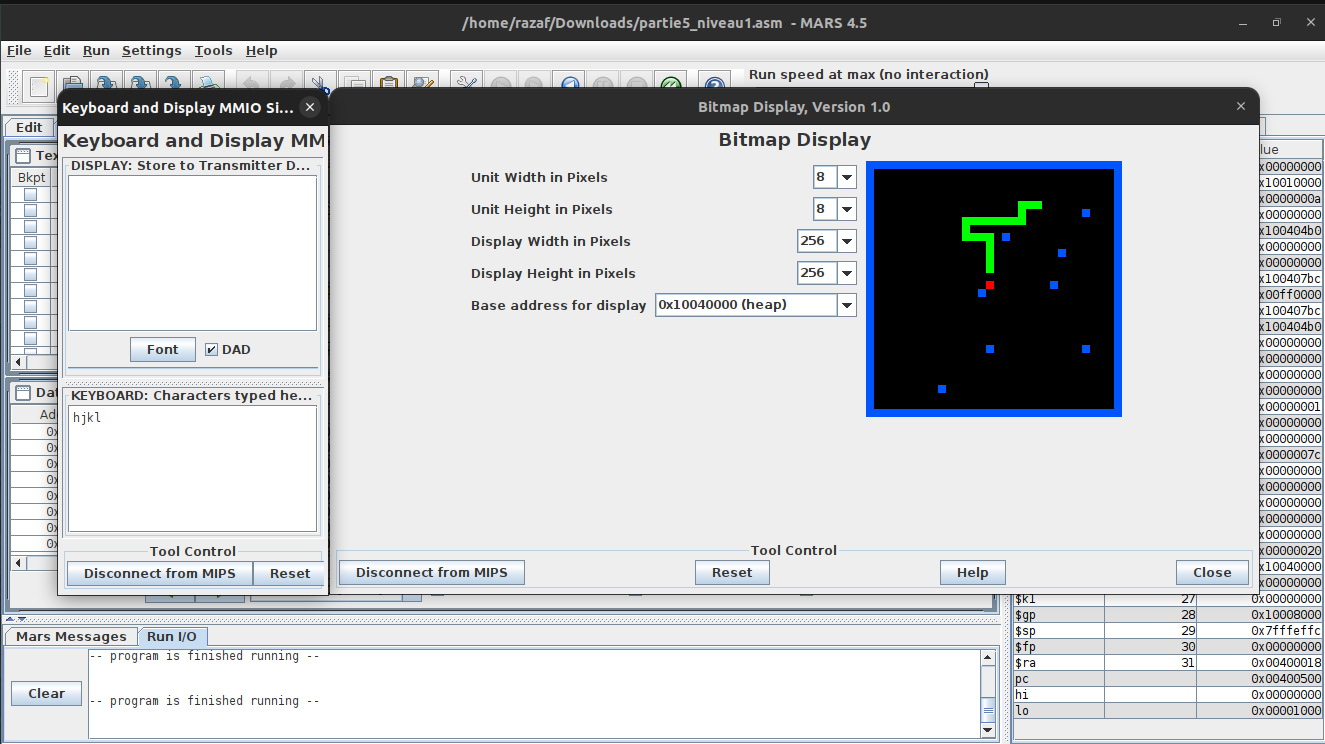 /home/razaf/Downloads/partie5_niveau1.asm - MARS 4.5
File Edit Run Settings Tools Help
Run speed at max (no interaction)
Keyboard and Display MMIO Si...
Bitmap Display, Version 1.0
Edit
Keyboard and Display MM
Bitmap Display
Tex
DISPLAY: Store to Transmitter D...
Bkpt
Unit Width in Pixels 8
Unit Height in Pixels 8
Display Width in Pixels 256
Display Height in Pixels 256
Base address for display 0x10040000 (heap)
Font DAD
Dat
KEYBOARD: Characters typed he...
hjkl
Ad
0x
0x
0x
0x
0x
0x
0x
0x
Tool Control
Disconnect from MIPS Reset
Tool Control
Disconnect from MIPS Reset Help Close
lue
x00000000
x10010000
x0000000a
x00000000
x100404b0
x00000000
x00000000
x100407bc
x00ff0000
x100407bc
x100404b0
x00000000
x00000000
x00000000
x00000000
x00000001
x00000000
x00000000
x0000007c
x00000000
x00000000
x00000000
x00000000
x00000000
x00000020
x10040000
x00000000
$k1 27 0x00000000
$gp 28 0x10008000
$sp 29 0x7fffeffc
$fp 30 0x00000000
$ra 31 0x00400018
pc 0x00400500
hi 0x00000000
lo 0x00001000
Mars Messages Run I/O
-- program is finished running --
-- program is finished running --
Clear